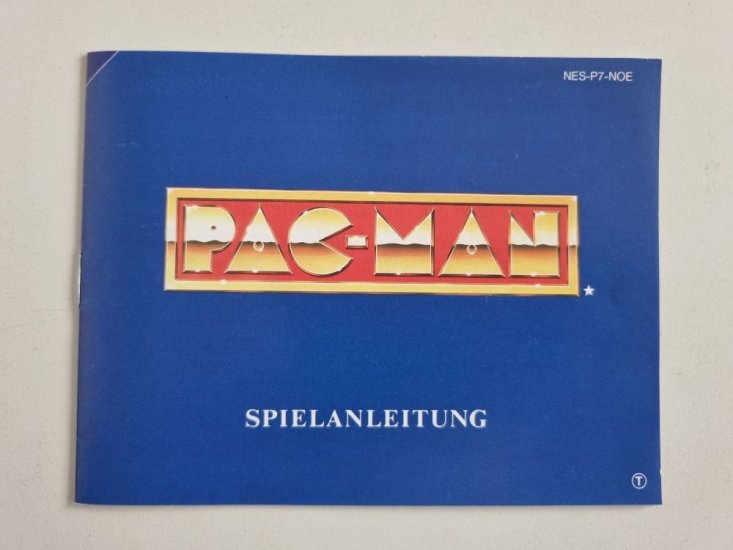 NES-P7-NOE
PAC-MAN
SPIELANLEITUNG
T